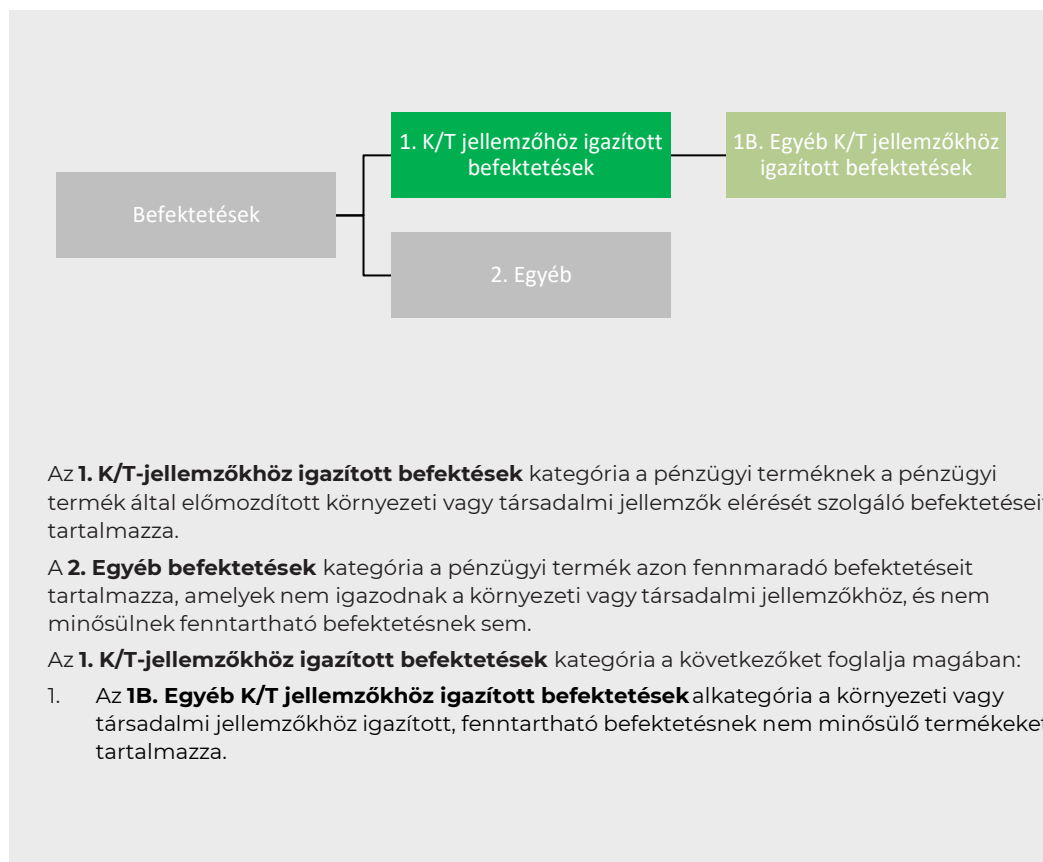 1. K/T jellemzőhöz igazított
befektetések
1B. Egyéb K/T jellemzőkhöz
igazított befektetések
Befektetések
2. Egyéb
Az 1. K/T-jellemzőkhöz igazított befektések kategória a pénzügyi terméknek a pénzügyi
termék által előmozdított környezeti vagy társadalmi jellemzők elérését szolgáló befektetéseit
tartalmazza.
A 2. Egyéb befektetések kategória a pénzügyi termék azon fennmaradó befektetéseit
tartalmazza, amelyek nem igazodnak a környezeti vagy társadalmi jellemzőkhöz, és nem
minősülnek fenntartható befektetésnek sem.
Az 1. K/T-jellemzőkhöz igazított befektetések kategória a következőket foglalja magában:
1. Az 1B. Egyéb K/T jellemzőkhöz igazított befektetések alkategória a környezeti vagy
társadalmi jellemzőkhöz igazított, fenntartható befektetésnek nem minősülő termékeket
tartalmazza.